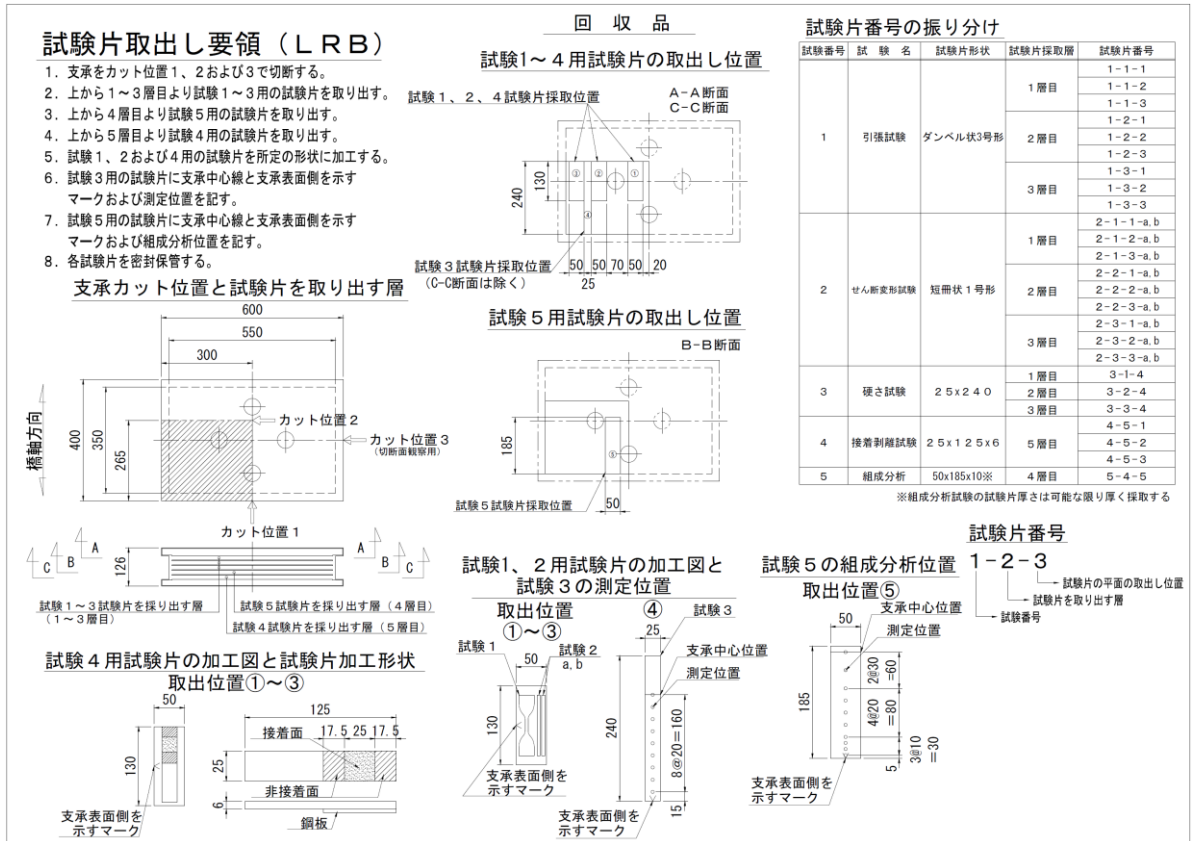 試験片取出し要領（ＬＲＢ）
1．支承をカット位置１、２および３で切断する。
2．上から１～３層目より試験１～３用の試験片を取り出す。
3．上から４層目より試験５用の試験片を取り出す。
4．上から５層目より試験４用の試験片を取り出す。
5．試験１、２および４用の試験片を所定の形状に加工する。
6．試験３用の試験片に支承中心線と支承表面側を示す
マークおよび測定位置を記す。
7．試験５用の試験片に支承中心線と支承表面側を示す
マークおよび組成分析位置を記す。
8．各試験片を密封保管する。
支承カット位置と試験片を取り出す層
600
550
300
橋軸方向
400
350
265
カット位置２
カット位置３
(切断面観察用)
カット位置１
C
B
A
126
A
B
C
試験１～３試験片を採り出す層
（１～３層目）
試験５試験片を採り出す層（４層目）
試験４試験片を採り出す層（５層目）
試験４用試験片の加工図と試験片加工形状
取出位置①～③
50
130
支承表面側を
示すマーク
125
17.5
25
17.5
接着面
25
非接着面
6
鋼板
回 収 品
試験1～４用試験片の取出し位置
試験１、２、４試験片採取位置
A-A断面
C-C断面
130
240
③
②
①
④
試験３試験片採取位置
（C-C断面は除く）
50
50
70
50
20
25
試験５用試験片の取出し位置
B-B断面
185
⑤
試験５試験片採取位置
50
試験1、２用試験片の加工図と
試験３の測定位置
取出位置
①～③
試験１
50
試験２
a, b
130
支承表面側を
示すマーク
④
25
試験３
支承中心位置
測定位置
240
8@20=160
15
支承表面側を
示すマーク
試験片番号の振り分け
試験番号 試 験 名 試験片形状 試験片採取層 試験片番号
1 引張試験 ダンベル状3号形
１層目
1-1-1
1-1-2
1-1-3
２層目
1-2-1
1-2-2
1-2-3
３層目
1-3-1
1-3-2
1-3-3
2 せん断変形試験 短冊状１号形
１層目
2-1-1-a, b
2-1-2-a, b
2-1-3-a, b
２層目
2-2-1-a, b
2-2-2-a, b
2-2-3-a, b
３層目
2-3-1-a, b
2-3-2-a, b
2-3-3-a, b
3 硬さ試験 25x240
１層目 3-1-4
２層目 3-2-4
３層目 3-3-4
4 接着剥離試験 25x125x6 ５層目
4-5-1
4-5-2
4-5-3
5 組成分析 50x185x10※ ４層目 5-4-5
※組成分析試験の試験片厚さは可能な限り厚く採取する
試験片番号
1-2-3
試験片の平面の取出し位置
試験片を取り出す層
試験番号
試験５の組成分析位置
取出位置⑤
50
支承中心位置
測定位置
185
2@30
=60
4@20
=80
3@10
=30
5
支承表面側を
示すマーク